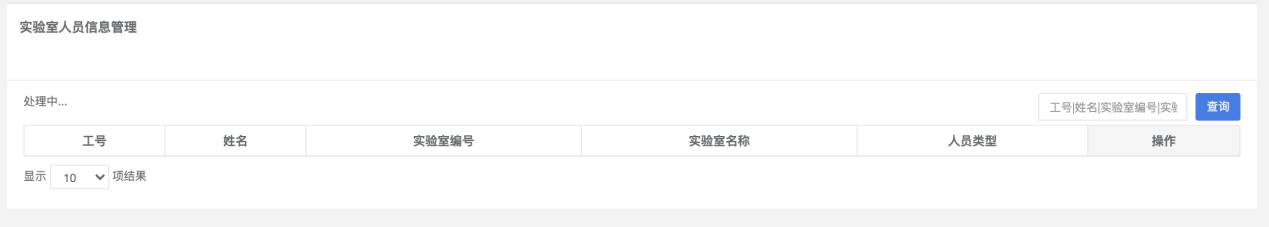 实验室人员信息管理
处理中...
工号|姓名|实验室编号|实验 查询
工号 姓名 实验室编号 实验室名称 人员类型 操作
显示 10 项结果